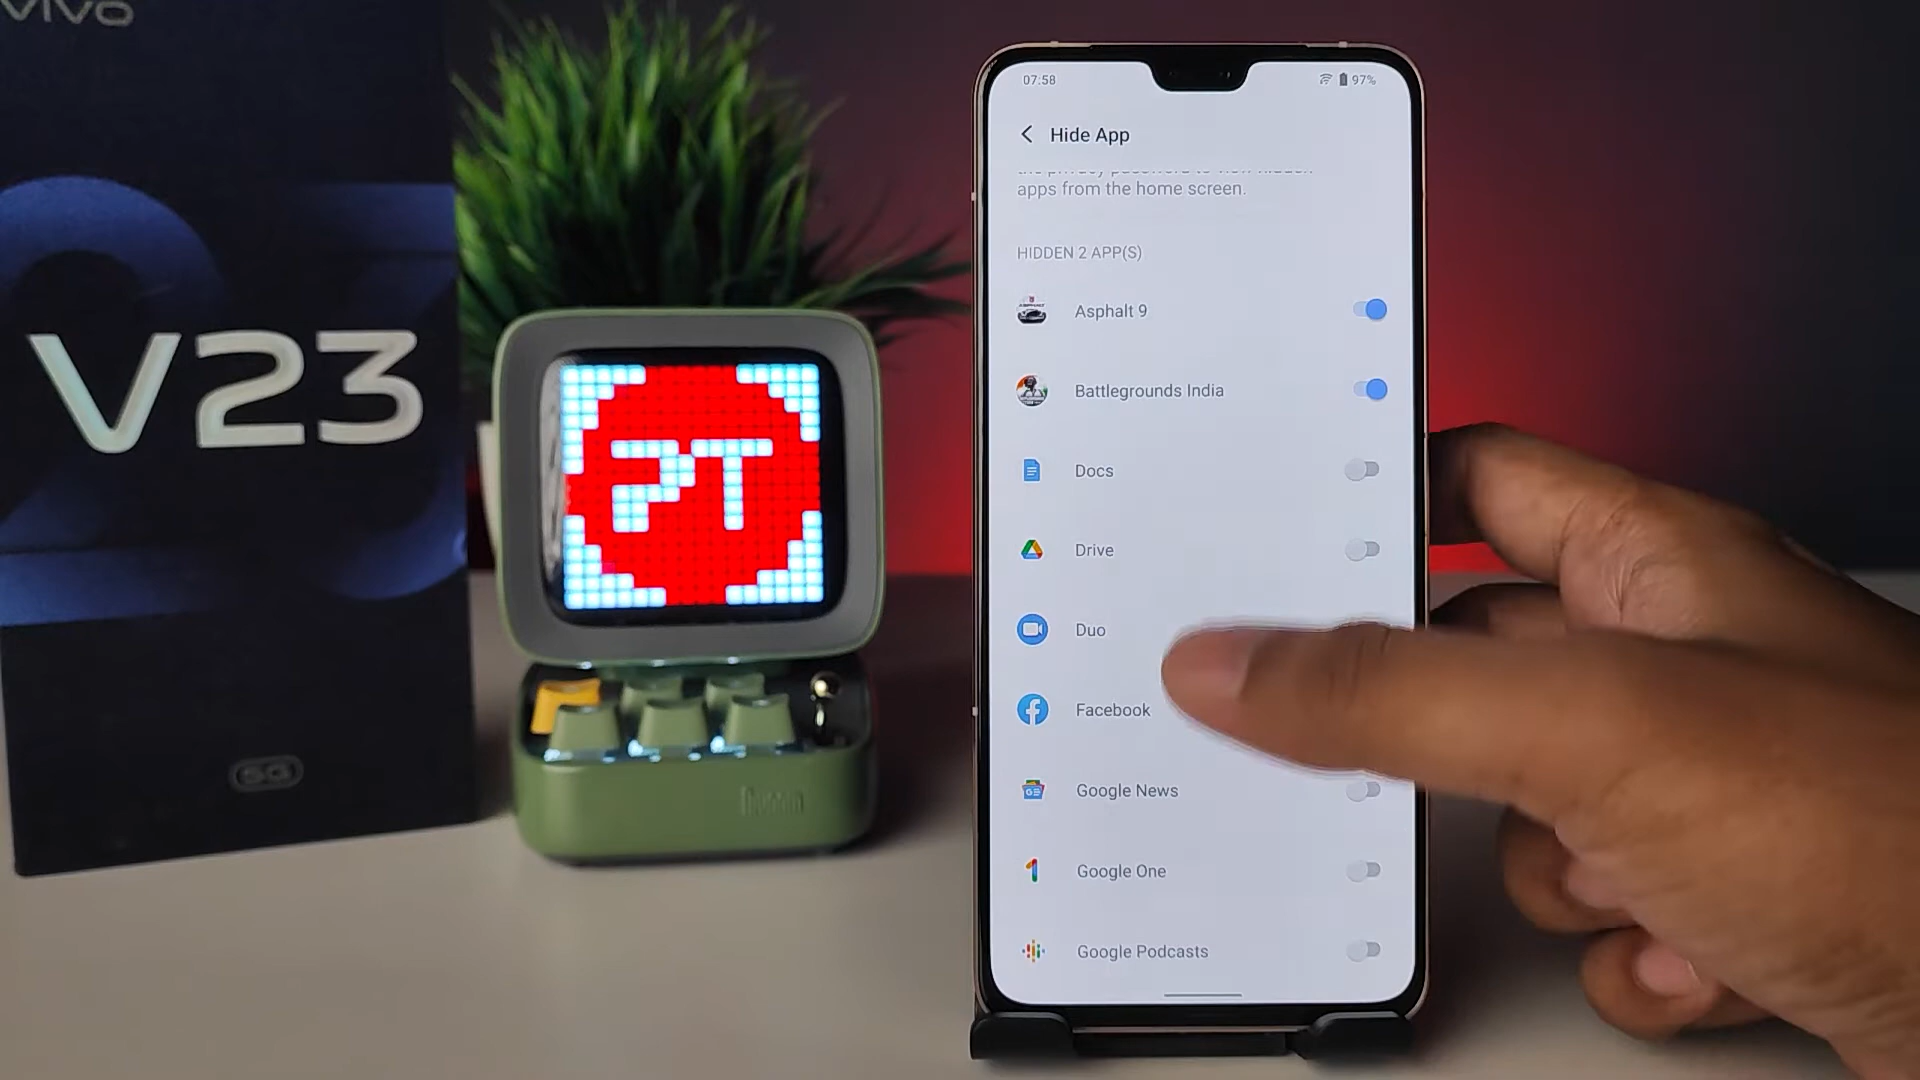 vivo
V23
5G
PT
07:58
97%
Hide App
apps from the home screen.
HIDDEN 2 APP(S)
Asphalt 9
Battlegrounds India
Docs
Drive
Duo
Facebook
Google News
Google One
Google Podcasts